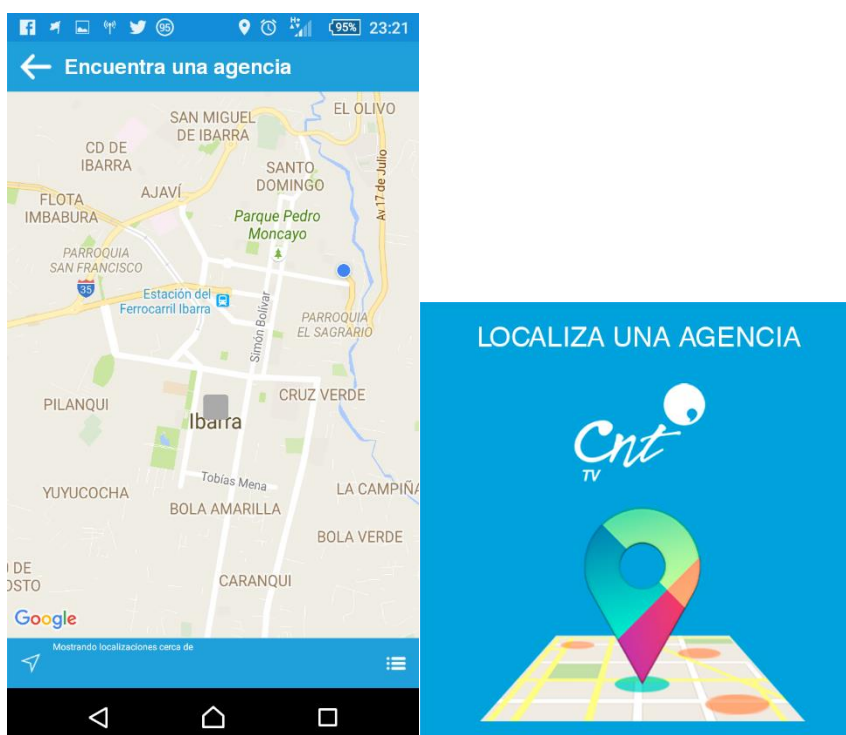 95
H+
95%
23:21
Encuentra una agencia
EL OLIVO
SAN MIGUEL
DE IBARRA
CD DE
IBARRA
SANTO
DOMINGO
Av 17 de Julio
AJAVÍ
FLOTA
IMBABURA
Parque Pedro
Moncayo
PARROQUIA
SAN FRANCISCO
35
Estación del
Ferrocarril Ibarra
Simón Bolívar
PARROQUIA
EL SAGRARIO
CRUZ VERDE
PILANQUI
Ibarra
Tobías Mena
YUYUCOCHA
LA CAMPIÑA
BOLA AMARILLA
BOLA VERDE
DE
OSTO
CARANQUI
Google
Mostrando localizaciones cerca de
LOCALIZA UNA AGENCIA
Cnt
TV